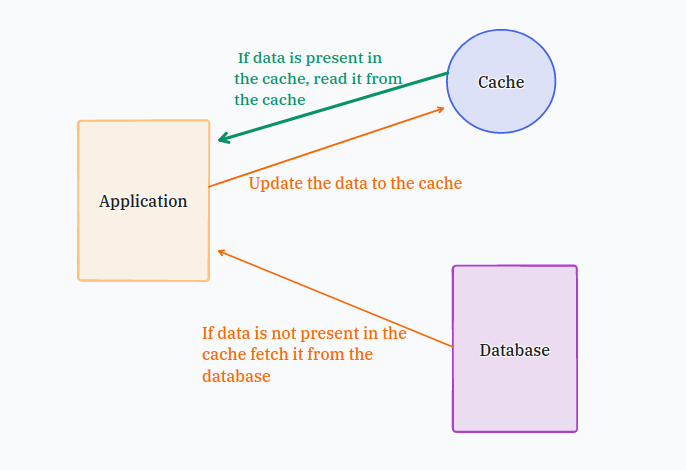 If data is present in
the cache, read it from
the cache
Cache
Update the data to the cache
Application
If data is not present in the
cache fetch it from the
database
Database